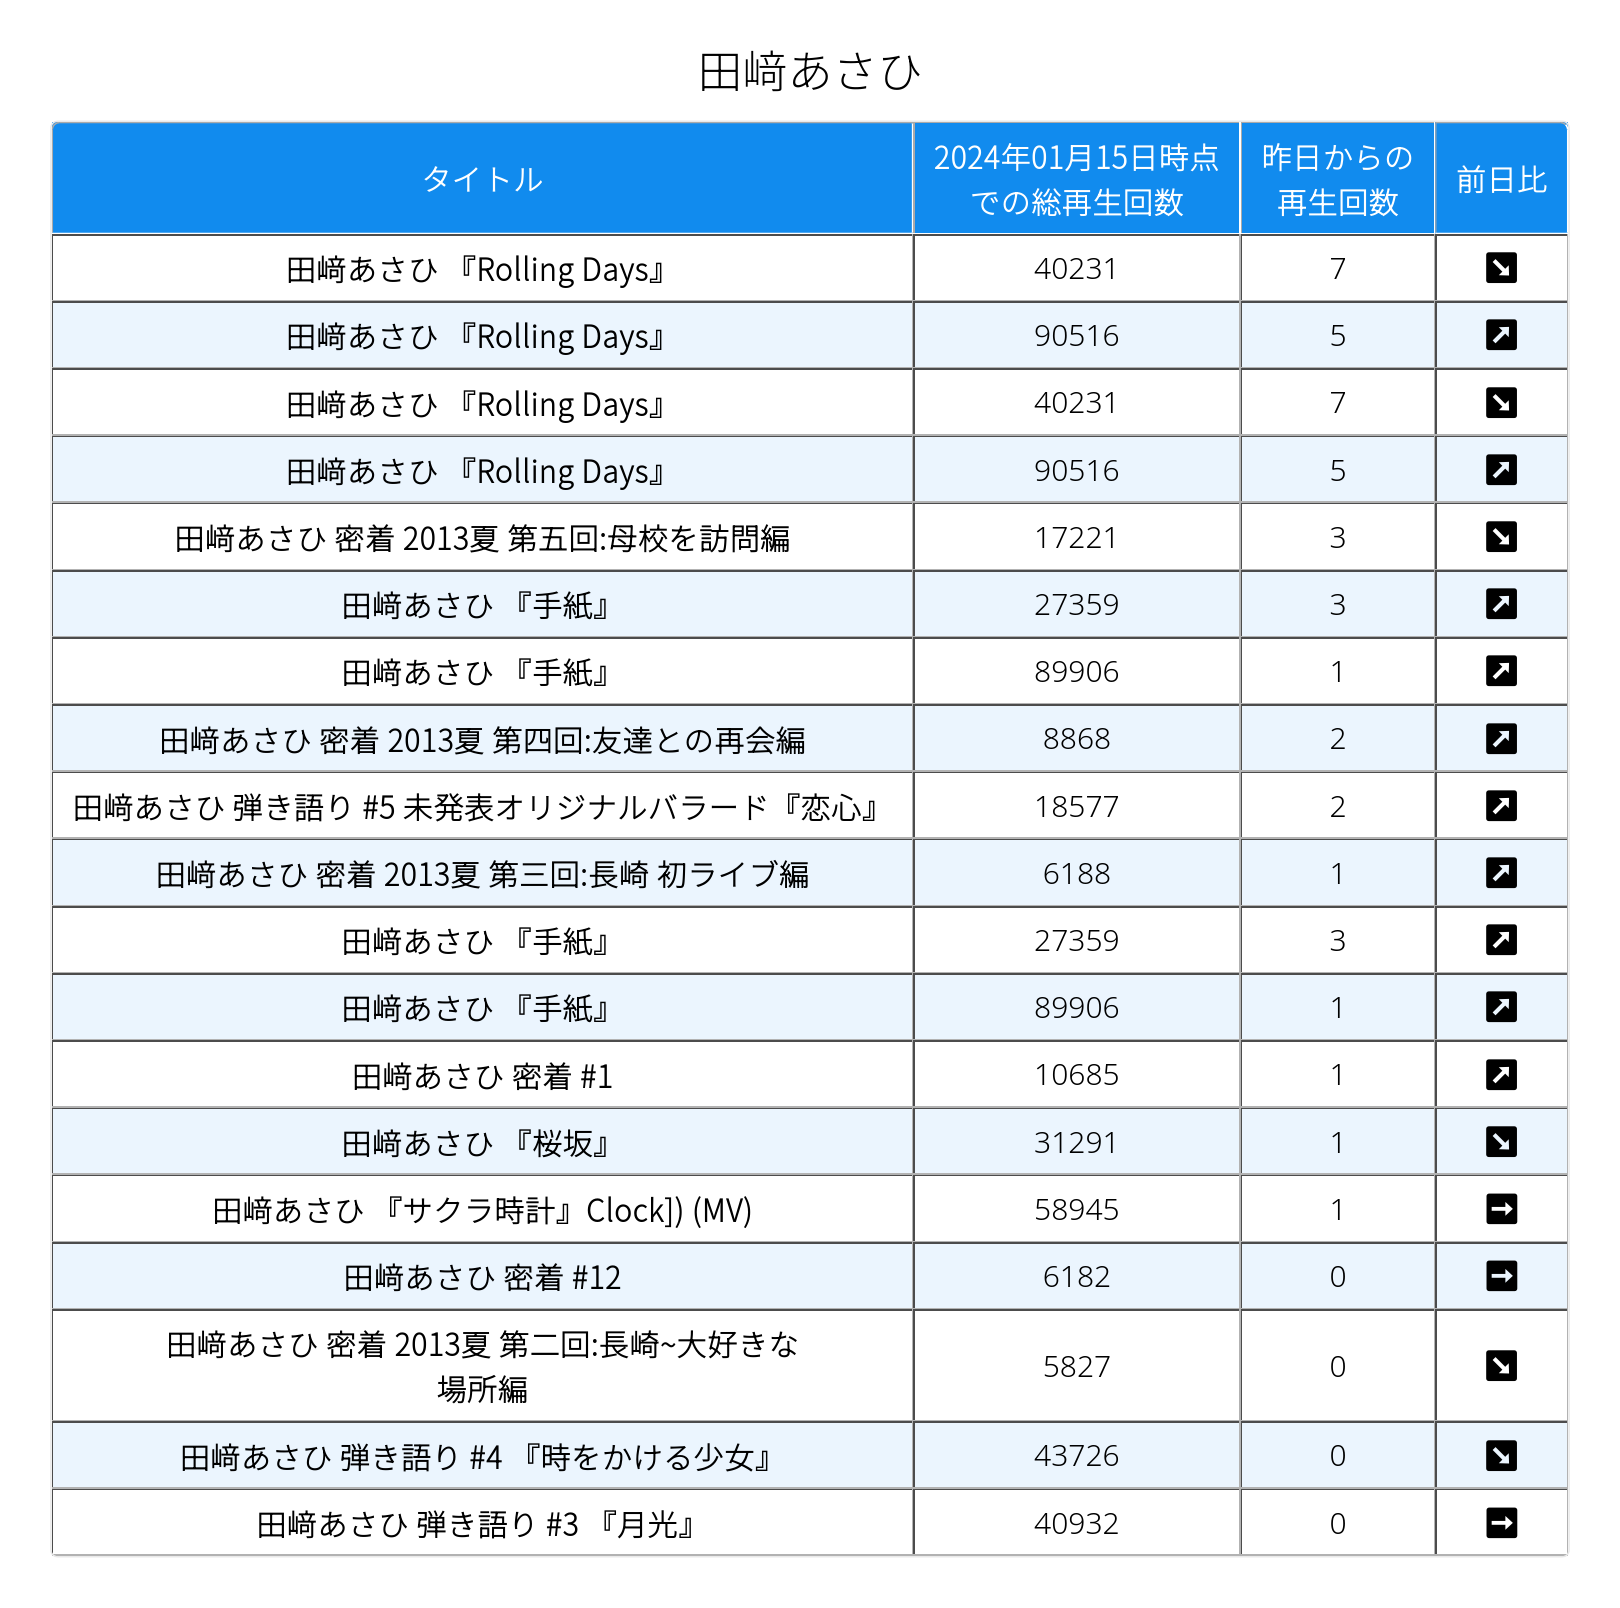 田﨑あさひ
タイトル 2024年01月15日時点での総再生回数 昨日からの再生回数 前日比
田﨑あさひ 『Rolling Days』 40231 7 ↘
田﨑あさひ 『Rolling Days』 90516 5 ↗
田﨑あさひ 『Rolling Days』 40231 7 ↘
田﨑あさひ 『Rolling Days』 90516 5 ↗
田﨑あさひ 密着 2013夏 第五回:母校を訪問編 17221 3 ↘
田﨑あさひ 『手紙』 27359 3 ↗
田﨑あさひ 『手紙』 89906 1 ↗
田﨑あさひ 密着 2013夏 第四回:友達との再会編 8868 2 ↗
田﨑あさひ 弾き語り #5 未発表オリジナルバラード『恋心』 18577 2 ↗
田﨑あさひ 密着 2013夏 第三回:長崎 初ライブ編 6188 1 ↗
田﨑あさひ 『手紙』 27359 3 ↗
田﨑あさひ 『手紙』 89906 1 ↗
田﨑あさひ 密着 #1 10685 1 ↗
田﨑あさひ 『桜坂』 31291 1 ↘
田﨑あさひ 『サクラ時計』Clock]) (MV) 58945 1 →
田﨑あさひ 密着 #12 6182 0 →
田﨑あさひ 密着 2013夏 第二回:長崎~大好きな
場所編 5827 0 ↘
田﨑あさひ 弾き語り #4 『時をかける少女』 43726 0 ↘
田﨑あさひ 弾き語り #3 『月光』 40932 0 →